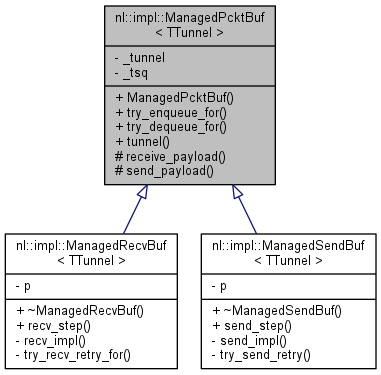 nl::impl::ManagedPcktBuf
< TTunnel >
- _tunnel
- _tsq
+ ManagedPcktBuf()
+ try_enqueue_for()
+ try_dequeue_for()
+ tunnel()
# receive_payload()
# send_payload()
nl::impl::ManagedRecvBuf
< TTunnel >
- p
+ ~ManagedRecvBuf()
+ recv_step()
- recv_impl()
- try_recv_retry_for()
nl::impl::ManagedSendBuf
< TTunnel >
- p
+ ~ManagedSendBuf()
+ send_step()
- send_impl()
- try_send_retry()